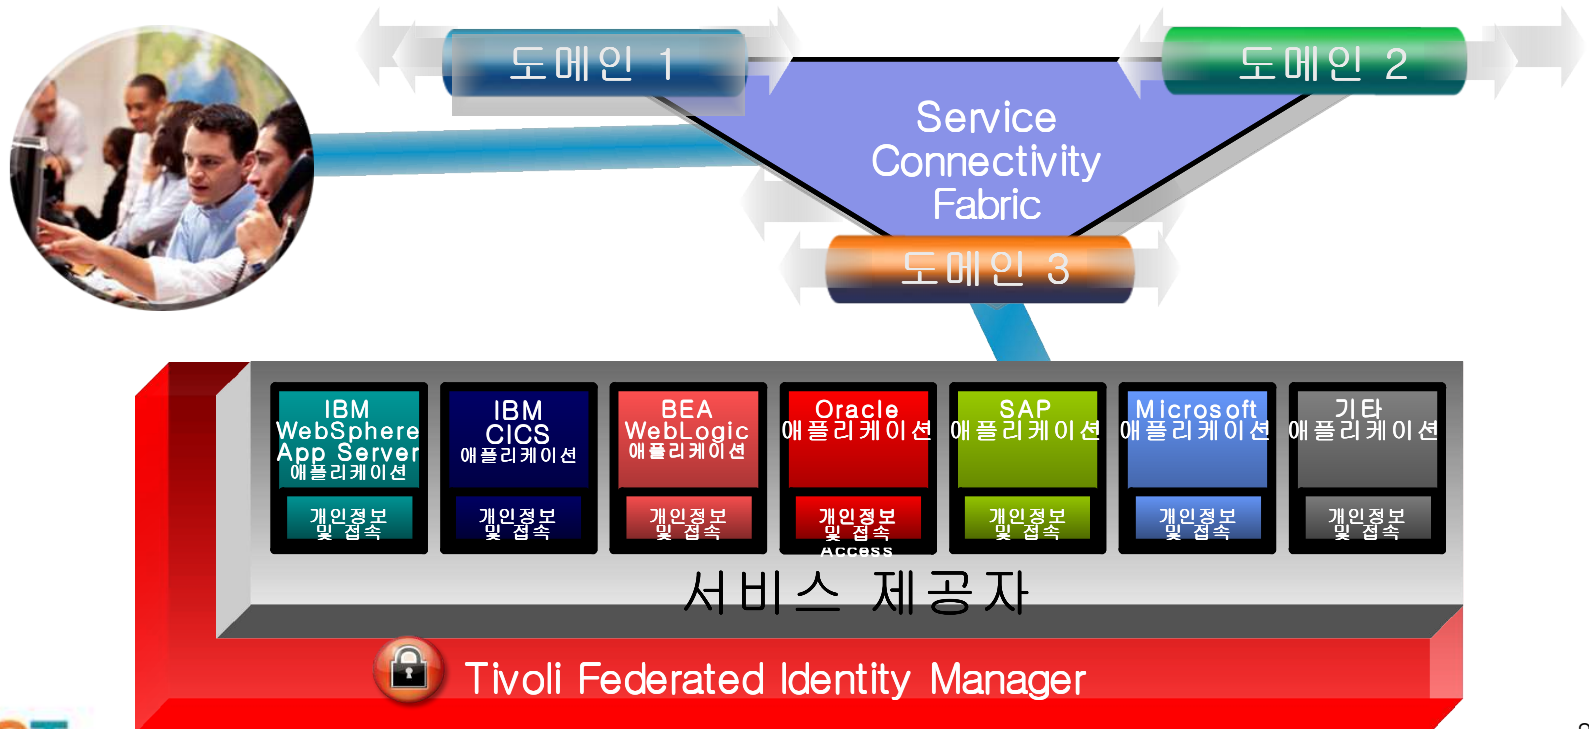 도메인 1
도메인 2
Service
Connectivity
Fabric
도메인 3
IBM
WebSphere
App Server
애플리케이션
개인정보
및 접속
IBM
CICS
애플리케이션
개인정보
및 접속
BEA
WebLogic
애플리케이션
개인정보
및 접속
Oracle
애플리케이션
개인정보
및 접속
Access
SAP
애플리케이션
개인정보
및 접속
Microsoft
애플리케이션
개인정보
및 접속
기타
애플리케이션
개인정보
및 접속
서비스 제공자
Tivoli Federated Identity Manager